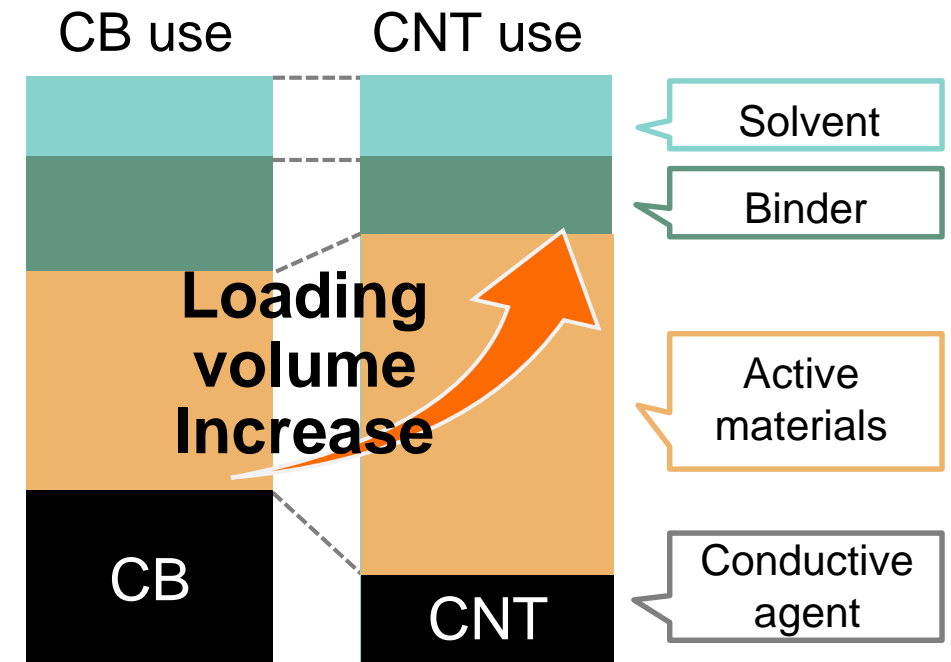 CB use
CNT use
Solvent
Binder
Loading
volume
Increase
Active
materials
CB
CNT
Conductive
agent